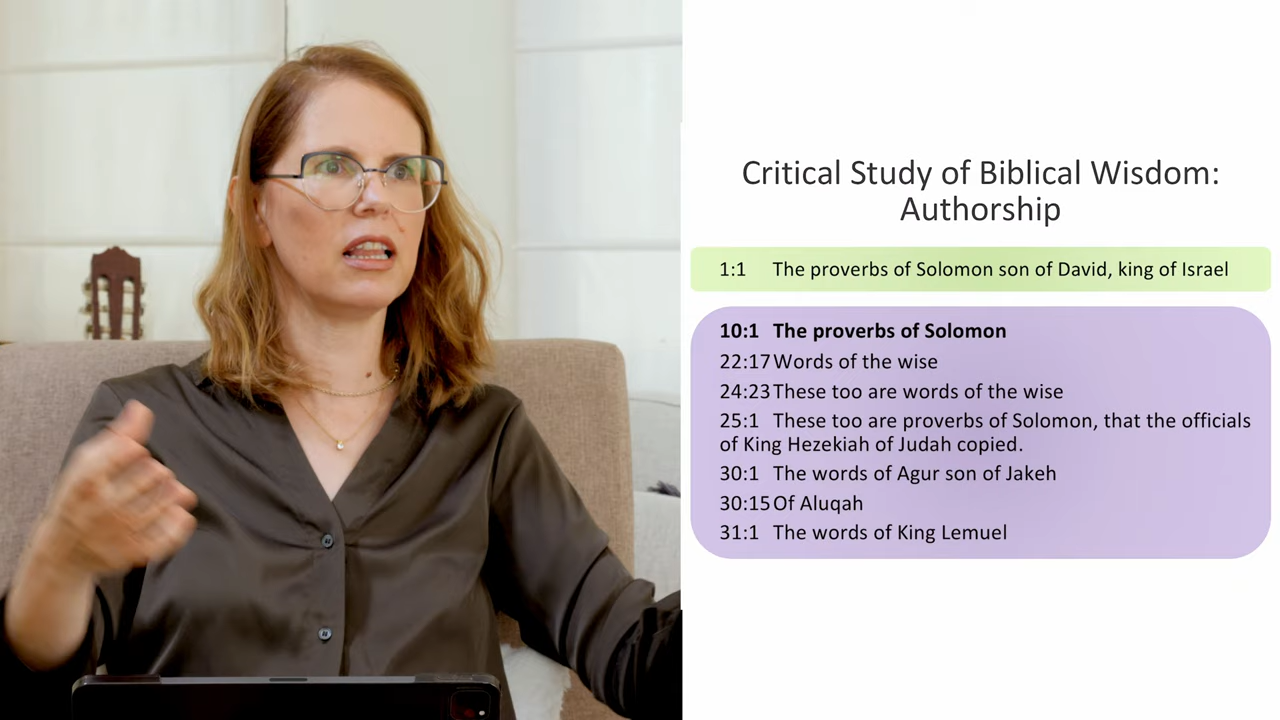 Critical Study of Biblical Wisdom:
Authorship
1:1 The proverbs of Solomon son of David, king of Israel
10:1 The proverbs of Solomon
22:17 Words of the wise
24:23 These too are words of the wise
25:1 These too are proverbs of Solomon, that the officials
of King Hezekiah of Judah copied.
30:1 The words of Agur son of Jakeh
30:15 Of Aluqah
31:1 The words of King Lemuel